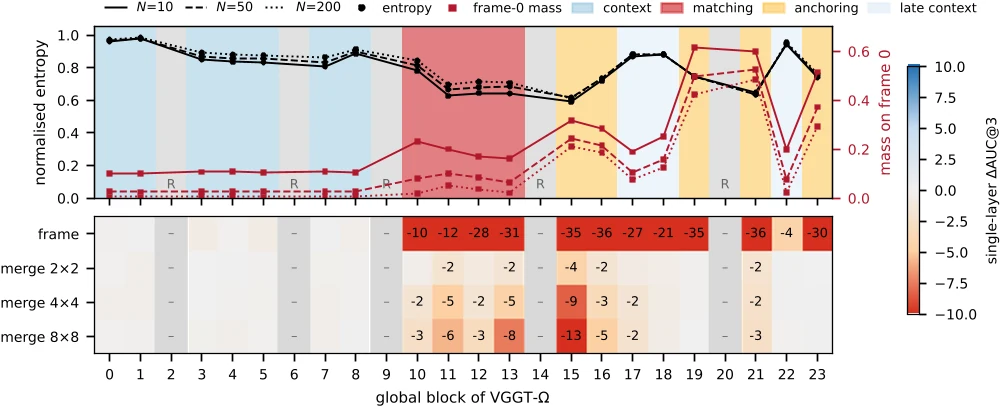 N=10 N=50 N=200 entropy frame-0 mass context matching anchoring late context
normalised entropy
1.0
0.8
0.6
0.4
0.2
0.0
R R R R R
0.6
0.4
0.2
0.0
mass on frame 0
frame – – – -10 -12 -28 -31 – -35 -36 -27 -21 -35 – -36 -4 -30
merge 2×2 – – – -2 -2 – -4 -2 – -2
merge 4×4 – – – -2 -5 -2 -5 – -9 -3 -2 – -2
merge 8×8 – – – -3 -6 -3 -8 – -13 -5 -2 – -3
0 1 2 3 4 5 6 7 8 9 10 11 12 13 14 15 16 17 18 19 20 21 22 23
global block of VGGT-Ω
10.0
7.5
5.0
2.5
0.0
−2.5
−5.0
−7.5
−10.0
single-layer ΔAUC@3